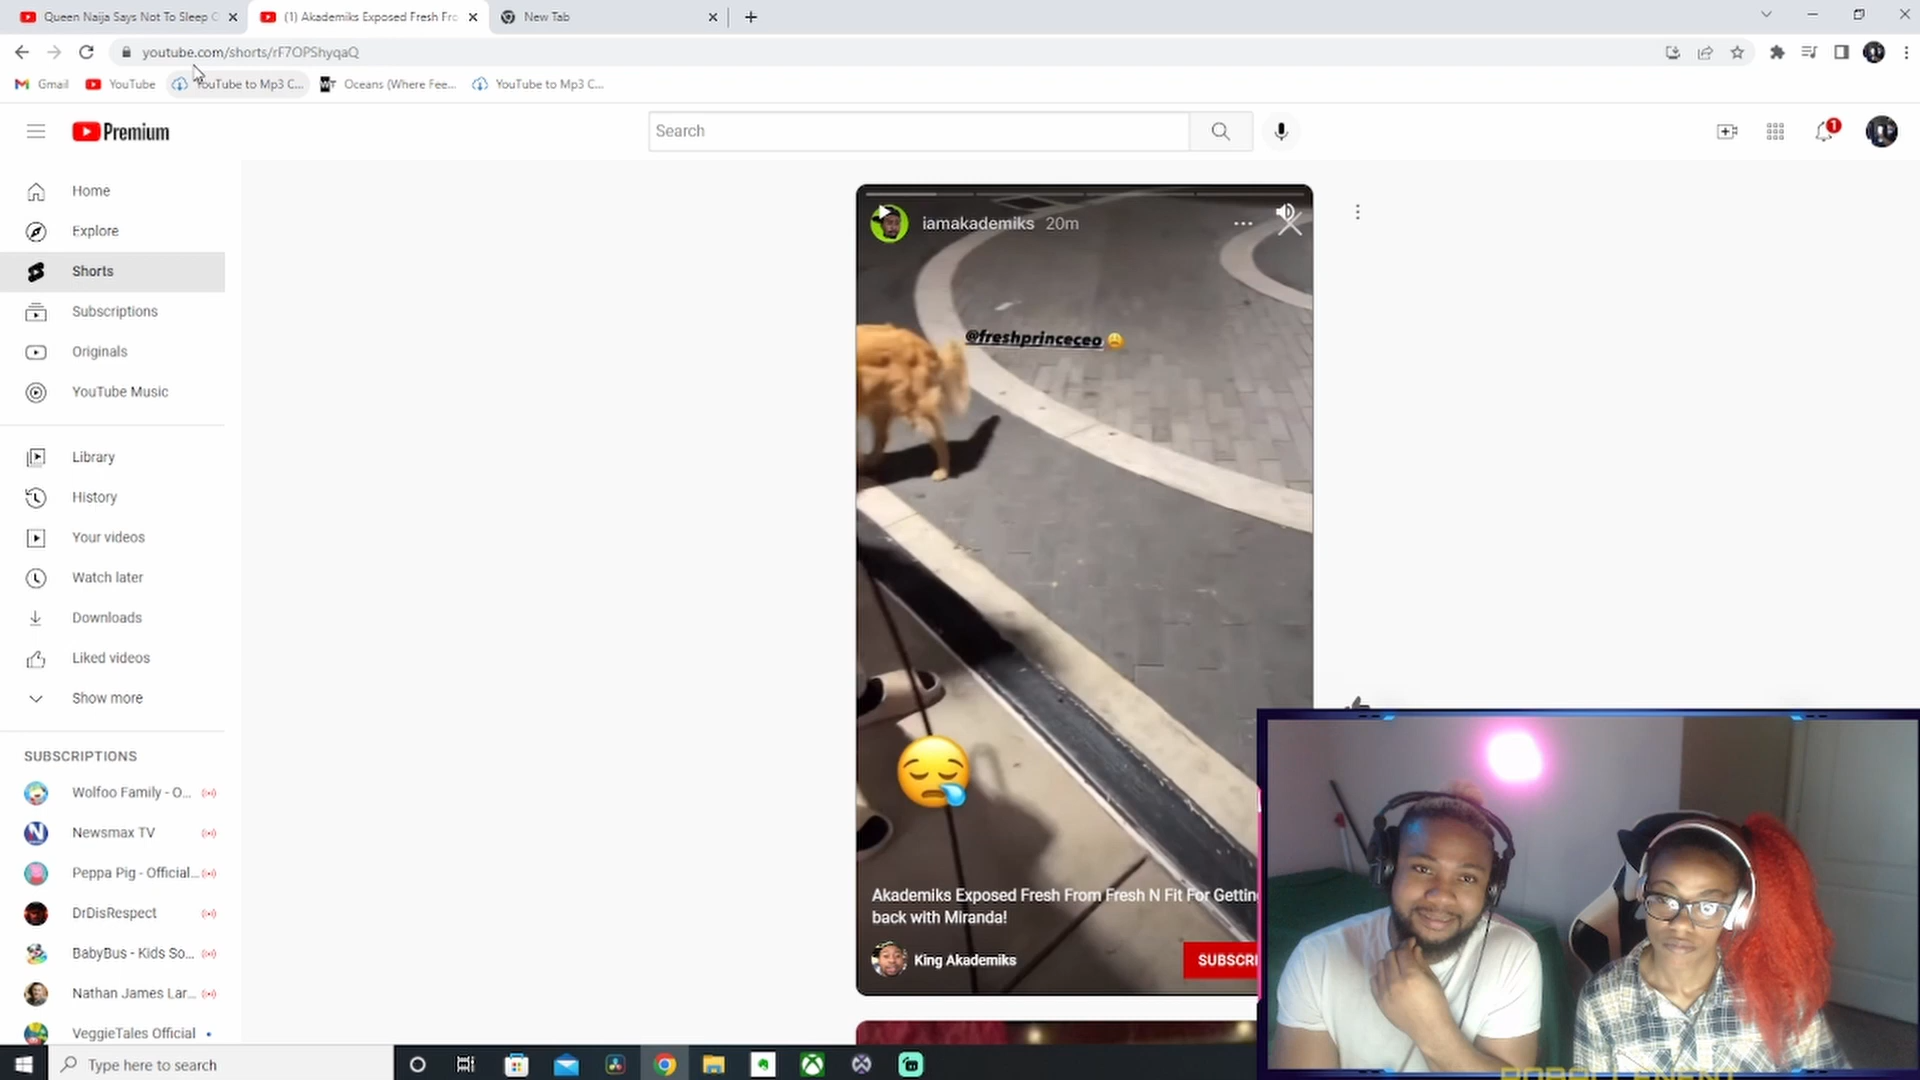 Queen Naija Says Not To Sleep
(1) Akademiks Exposed Fresh Fr
New Tab
youtube.com/shorts/rF7OPShyqaQ
Gmail
YouTube
YouTube to Mp3 C...
Oceans (Where Fee...
YouTube to Mp3 C...
Premium
Search
1
Home
Explore
Shorts
Subscriptions
Originals
YouTube Music
Library
History
Your videos
Watch later
Downloads
Liked videos
Show more
SUBSCRIPTIONS
Wolfoo Family - O...
Newsmax TV
Peppa Pig - Official...
DrDisRespect
BabyBus - Kids So...
Nathan James Lar...
VeggieTales Official
iamakademiks 20m
@freshprinceceo
Akademiks Exposed Fresh From Fresh N Fit For Gettin
back with Miranda!
King Akademiks
SUBSCRI
Type here to search